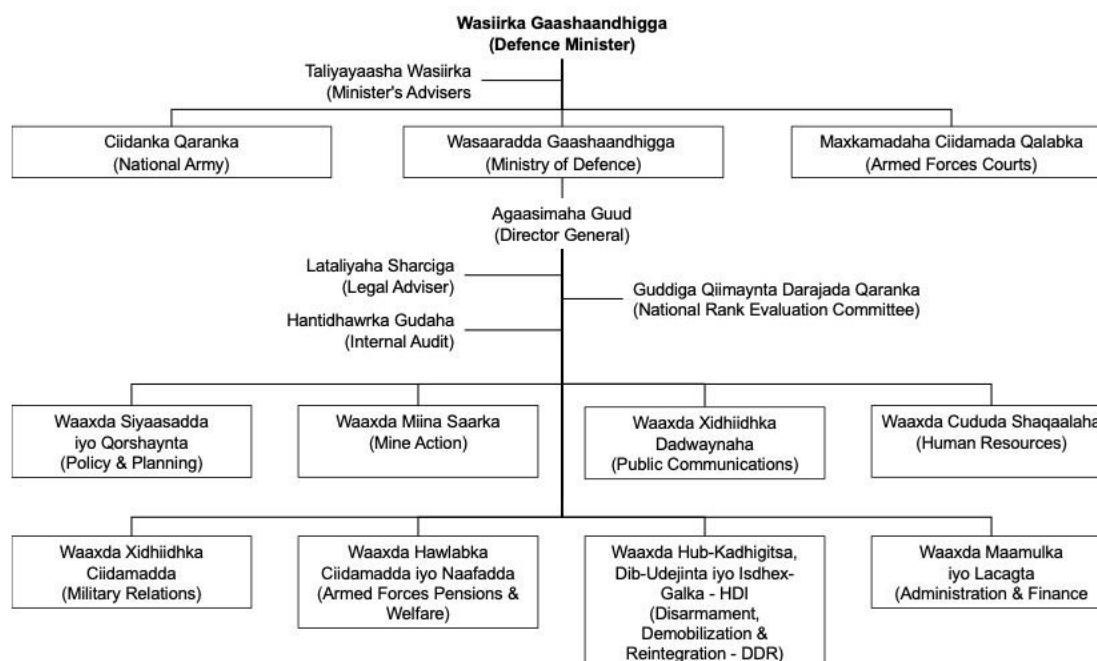 Wasiirka Gaashaandhigga
(Defence Minister)
Taliyayaasha Wasiirka
(Minister's Advisers
Ciidanka Qaranka
(National Army)
Wasaaradda Gaashaandhigga
(Ministry of Defence)
Maxkamadaha Ciidamada Qalabka
(Armed Forces Courts)
Agaasimaha Guud
(Director General)
Lataliyaha Sharciga
(Legal Adviser)
Guddiga Qiimaynta Darajada Qaranka
(National Rank Evaluation Committee)
Hantidhawrka Gudaha
(Internal Audit)
Waaxda Siyaasadda
iyo Qorshaynta
(Policy & Planning)
Waaxda Miina Saarka
(Mine Action)
Waaxda Xidhiidhka
Dadwaynaha
(Public Communications)
Waaxda Cududa Shaqaalaha
(Human Resources)
Waaxda Xidhiidhka
Ciidamadda
(Military Relations)
Waaxda Hawlabka
Ciidamadda iyo Naafadda
(Armed Forces Pensions &
Welfare)
Waaxda Hub-Kadhigitsa,
Dib-Udejinta iyo Isdhex-
Galka - HDI
(Disarmament,
Demobilization &
Reintegration - DDR)
Waaxda Maamulka
iyo Lacagta
(Administration & Finance